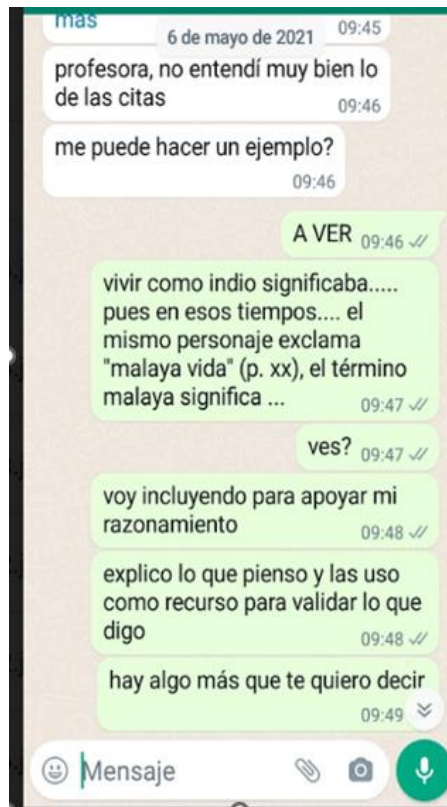 más
09:45
6 de mayo de 2021
profesora, no entendí muy bien lo
de las citas
09:46
me puede hacer un ejemplo?
09:46
A VER 09:46
vivir como indio significaba.....
pues en esos tiempos.... el
mismo personaje exclama
"malaya vida" (p. xx), el término
malaya significa ...
09:47
ves? 09:47
voy incluyendo para apoyar mi
razonamiento
09:48
explico lo que pienso y las uso
como recurso para validar lo que
digo
09:48
hay algo más que te quiero decir
09:49
Mensaje